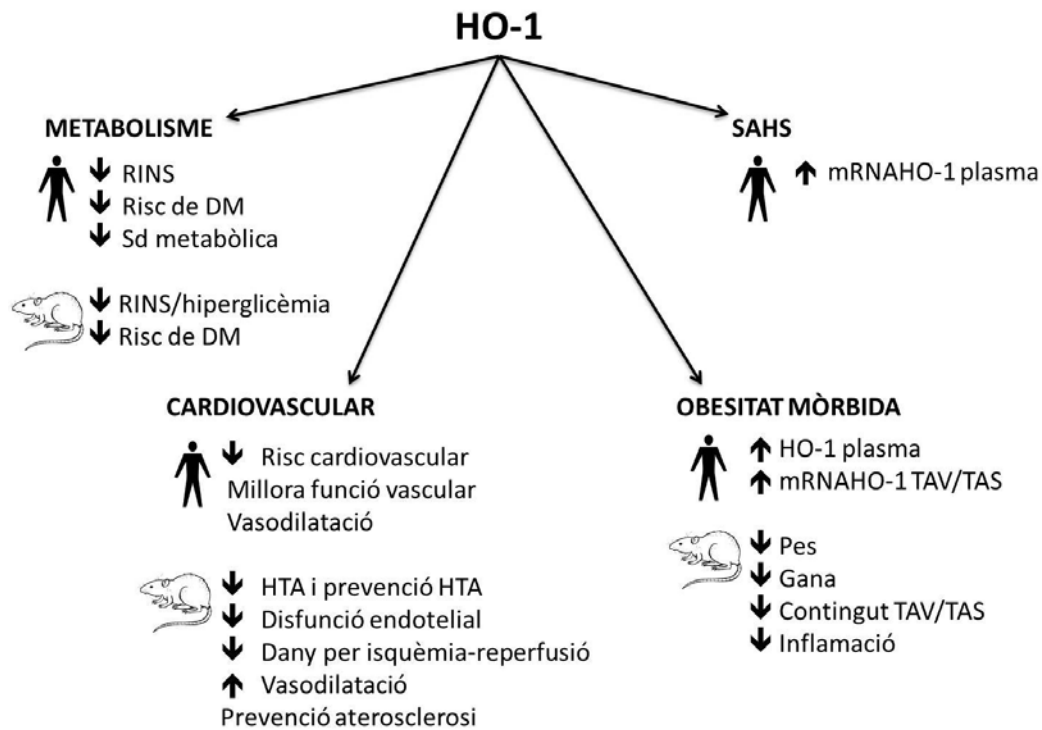 HO-1
METABOLISME
RINS
Risc de DM
Sd metabòlica
RINS/hiperglicèmia
Risc de DM
SAHS
mRNAHO-1 plasma
CARDIOVASCULAR
Risc cardiovascular
Millora funció vascular
Vasodilatació
HTA i prevenció HTA
Disfunció endotelial
Dany per isquèmia-reperfusió
Vasodilatació
Prevenció aterosclerosi
OBESITAT MÒRBIDA
HO-1 plasma
mRNAHO-1 TAV/TAS
Pes
Gana
Contingut TAV/TAS
Inflamació